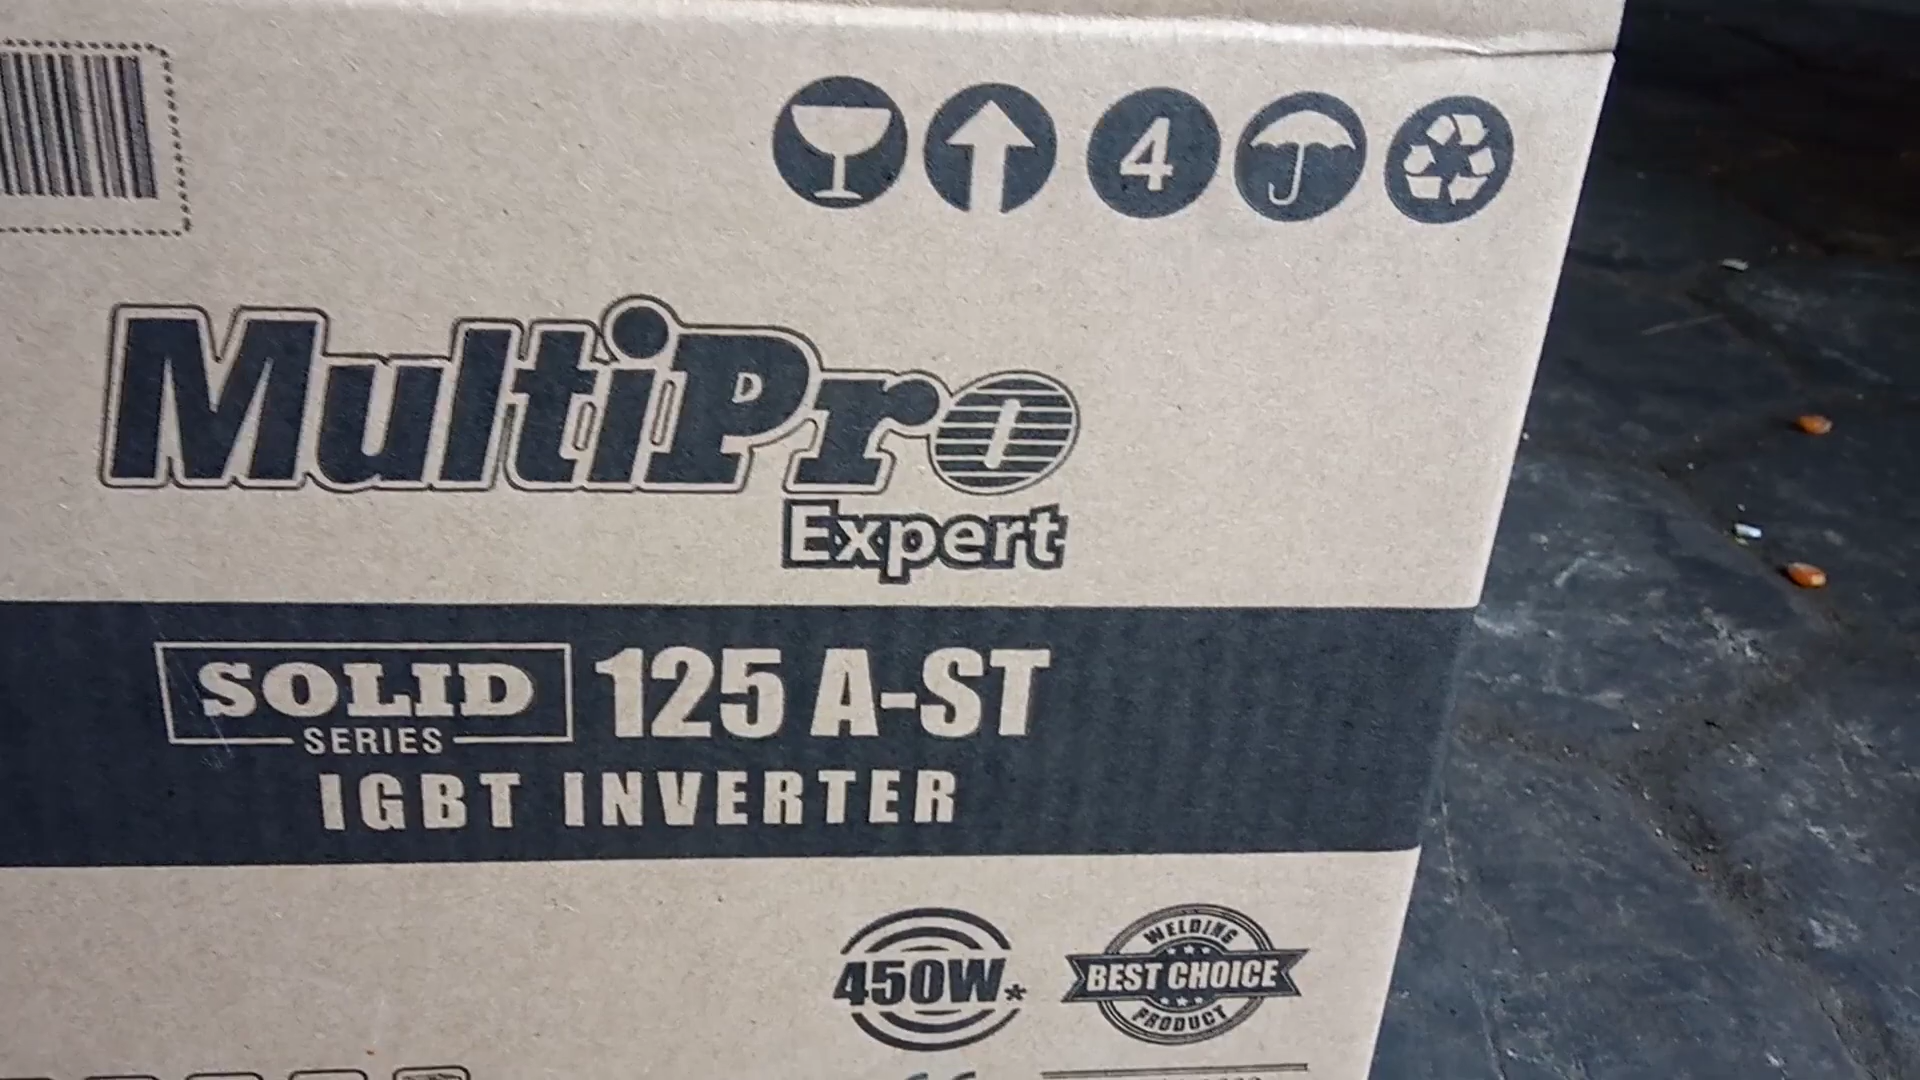 4
MultiPro
Expert
SOLID
SERIES
125 A-ST
IGBT INVERTER
450W*
WELDING
BEST CHOICE
PRODUCT